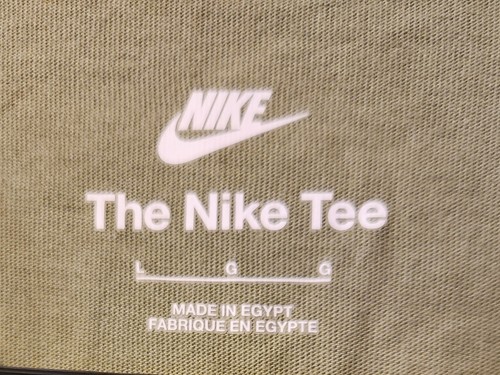 NIKE
The Nike Tee
L G G
MADE IN EGYPT
FABRIQUE EN EGYPTE